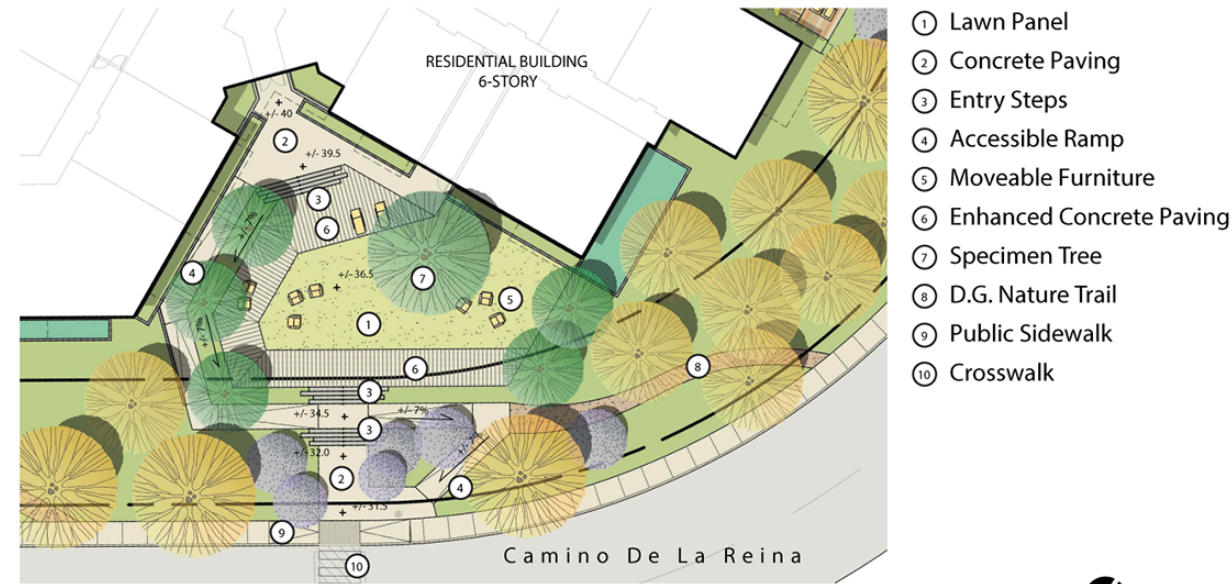 RESIDENTIAL BUILDING
6-STORY
+/- 40
2
+/- 39.5
3
6
+/- 7%
4
7
+/- 36.5
5
1
+/- 7%
6
8
3
+/- 34.5
+/- 7%
3
+/- 32.0
+/- 7%
2
4
+/- 31.5
9
Camino De La Reina
10
1 Lawn Panel
2 Concrete Paving
3 Entry Steps
4 Accessible Ramp
5 Moveable Furniture
6 Enhanced Concrete Paving
7 Specimen Tree
8 D.G. Nature Trail
9 Public Sidewalk
10 Crosswalk